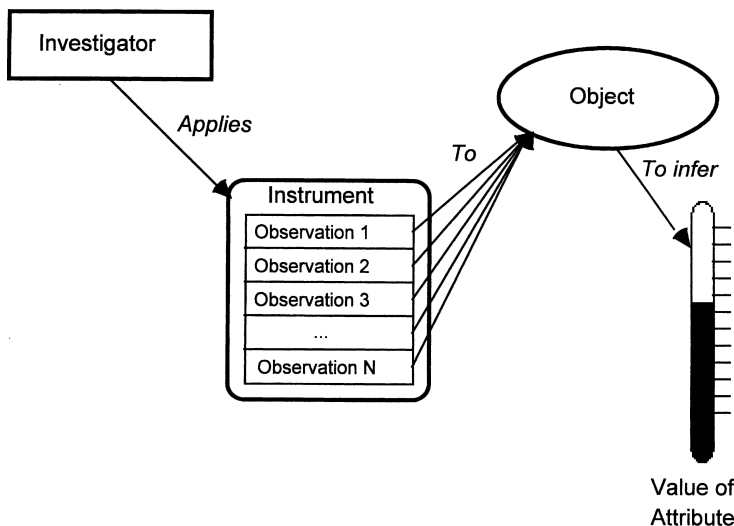 Investigator
Object
Applies
To
To infer
Instrument
Observation 1
Observation 2
Observation 3
...
Observation N
Value of
Attribute